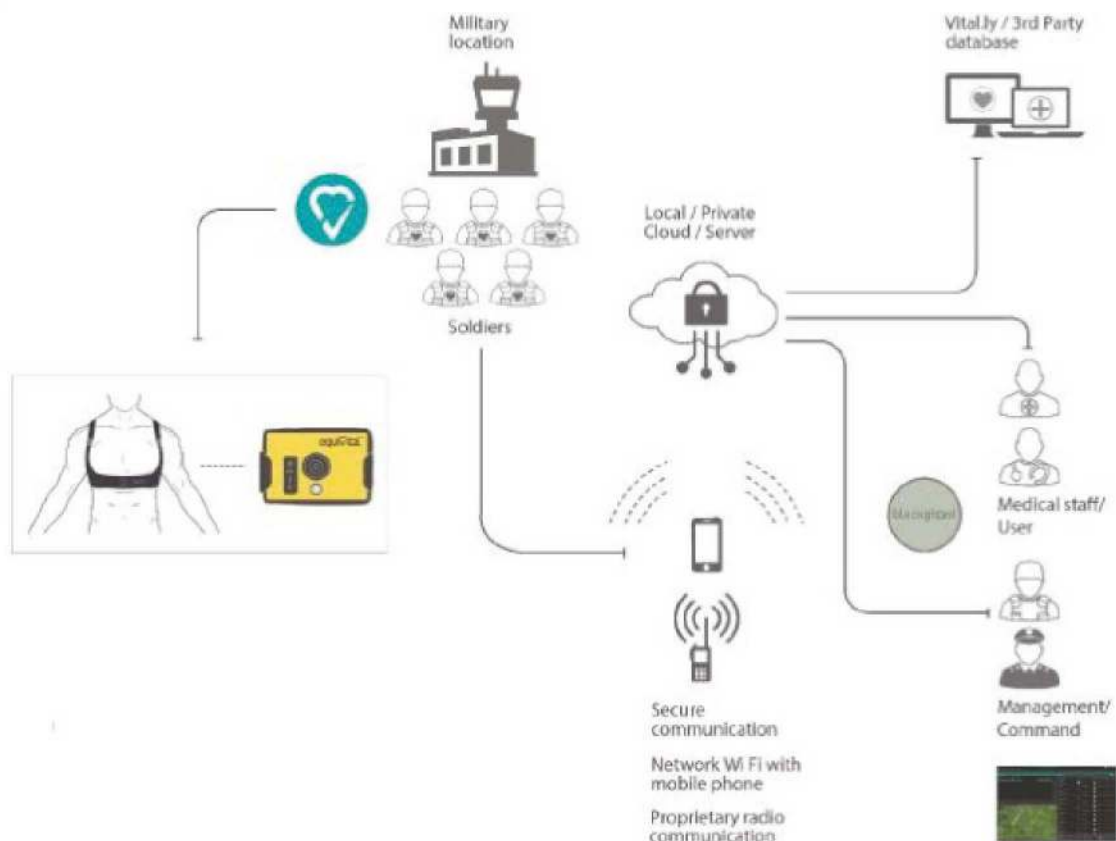 Military
location
Vital.ly / 3rd Party
database
Local / Private
Cloud / Server
Soldiers
Medical staff/
User
Management/
Command
Secure
communication
Network Wi Fi with
mobile phone
Proprietary radio
communication